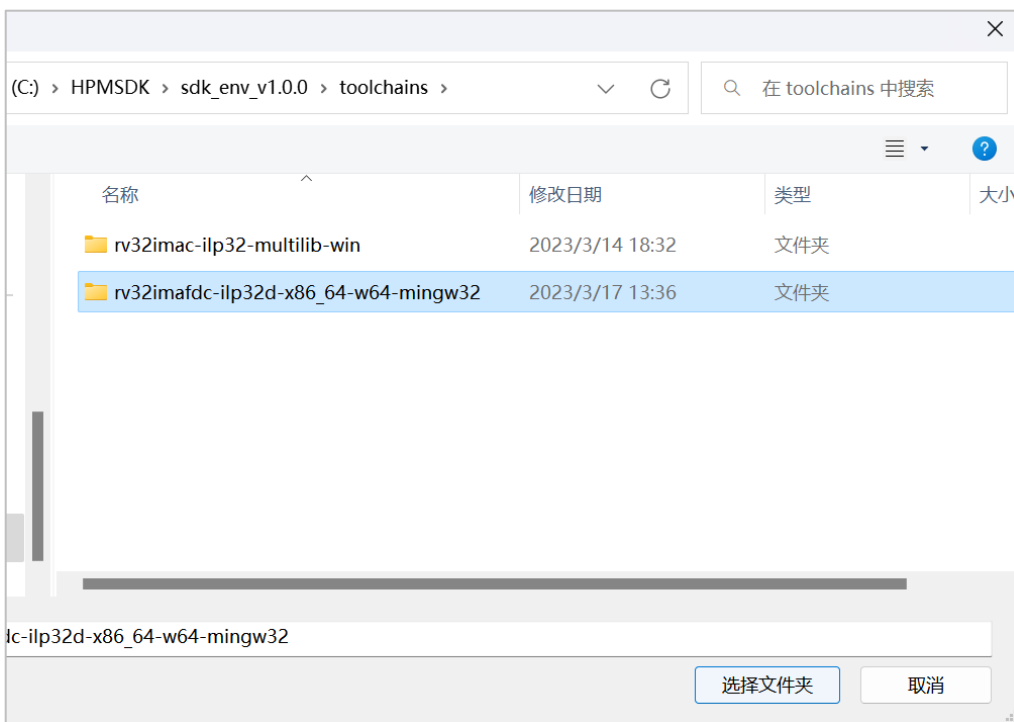 (C:) > HPMSDK > sdk_env_v1.0.0 > toolchains >
在 toolchains 中搜索
名称 修改日期 类型 大小
rv32imac-ilp32-multilib-win 2023/3/14 18:32 文件夹
rv32imafdc-ilp32d-x86_64-w64-mingw32 2023/3/17 13:36 文件夹
dc-ilp32d-x86_64-w64-mingw32
选择文件夹 取消